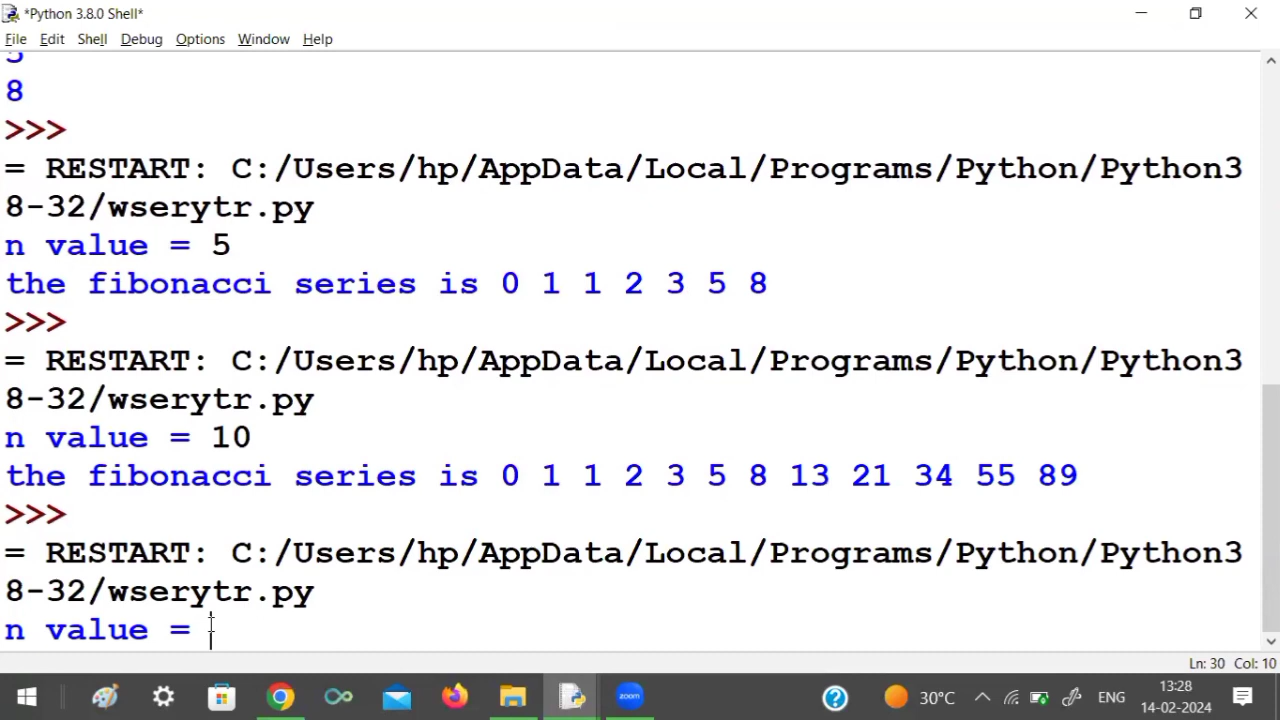 *Python 3.8.0 Shell*
File Edit Shell Debug Options Window Help
5
8
>>>
= RESTART: C:/Users/hp/AppData/Local/Programs/Python/Python3
8-32/wserytr.py
n value = 5
the fibonacci series is 0 1 1 2 3 5 8
>>>
= RESTART: C:/Users/hp/AppData/Local/Programs/Python/Python3
8-32/wserytr.py
n value = 10
the fibonacci series is 0 1 1 2 3 5 8 13 21 34 55 89
>>>
= RESTART: C:/Users/hp/AppData/Local/Programs/Python/Python3
8-32/wserytr.py
n value =
Ln: 30 Col: 10
zoom
30°C
ENG
13:28
14-02-2024